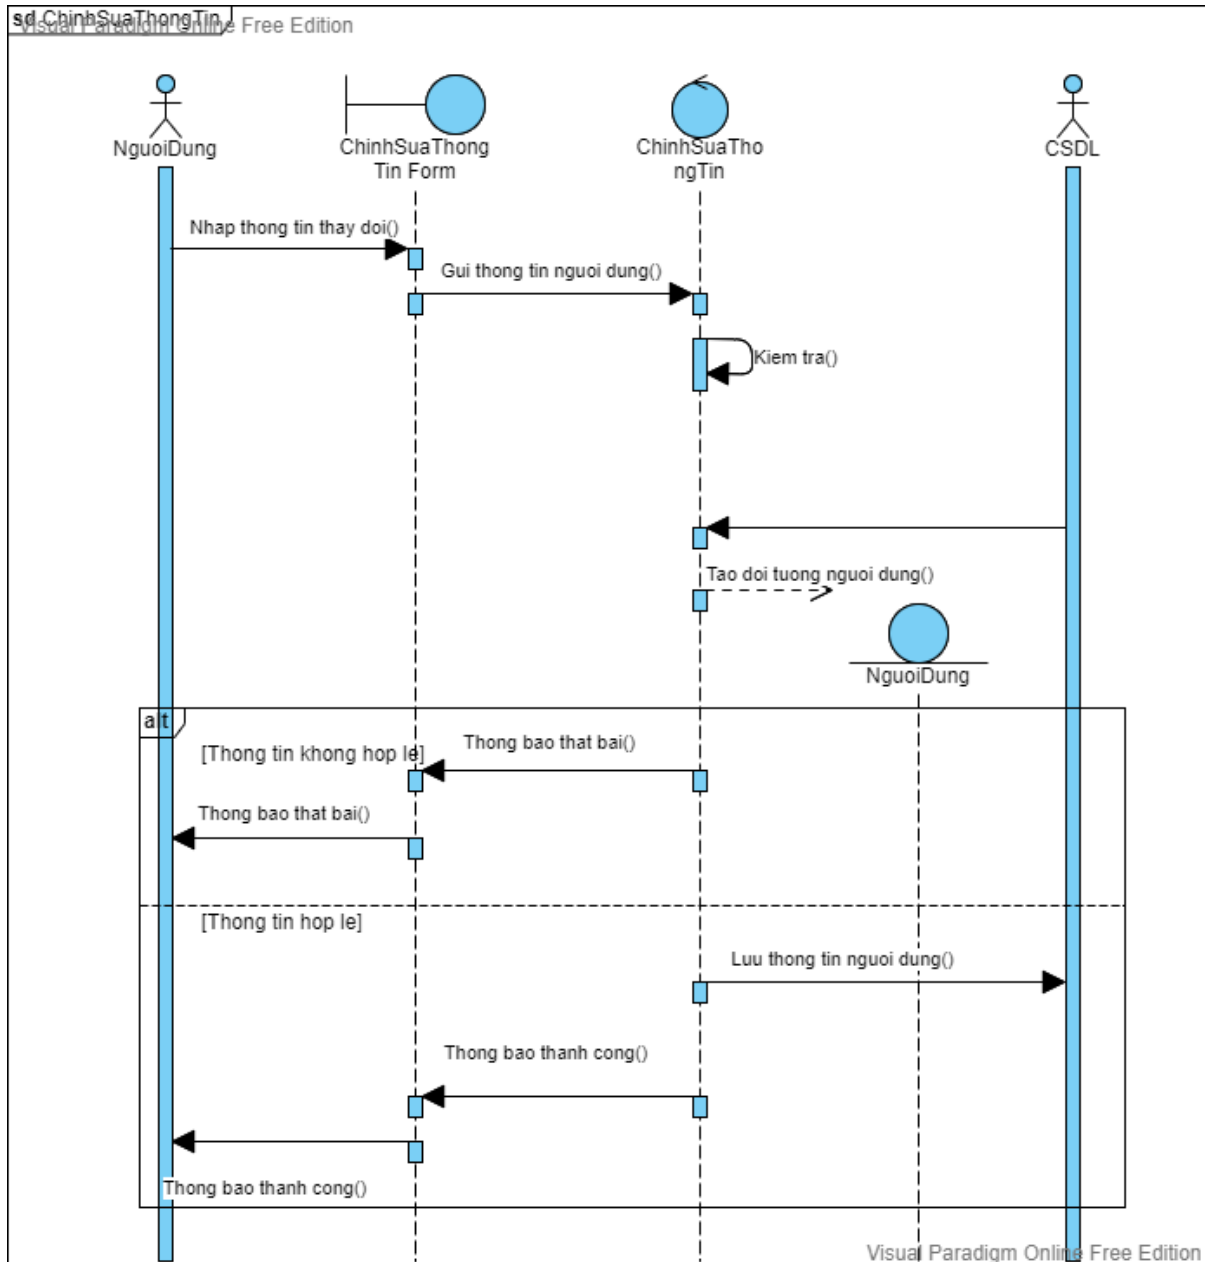 sd ChinhSuaThongTin
Visual Paradigm Online Free Edition
NguoiDung
ChinhSuaThong
Tin Form
ChinhSuaTho
ngTin
CSDL
Nhap thong tin thay doi()
Gui thong tin nguoi dung()
Kiem tra()
Tao doi tuong nguoi dung()
NguoiDung
alt
[Thong tin khong hop le]
Thong bao that bai()
Thong bao that bai()
[Thong tin hop le]
Luu thong tin nguoi dung()
Thong bao thanh cong()
Thong bao thanh cong()
Visual Paradigm Online Free Edition